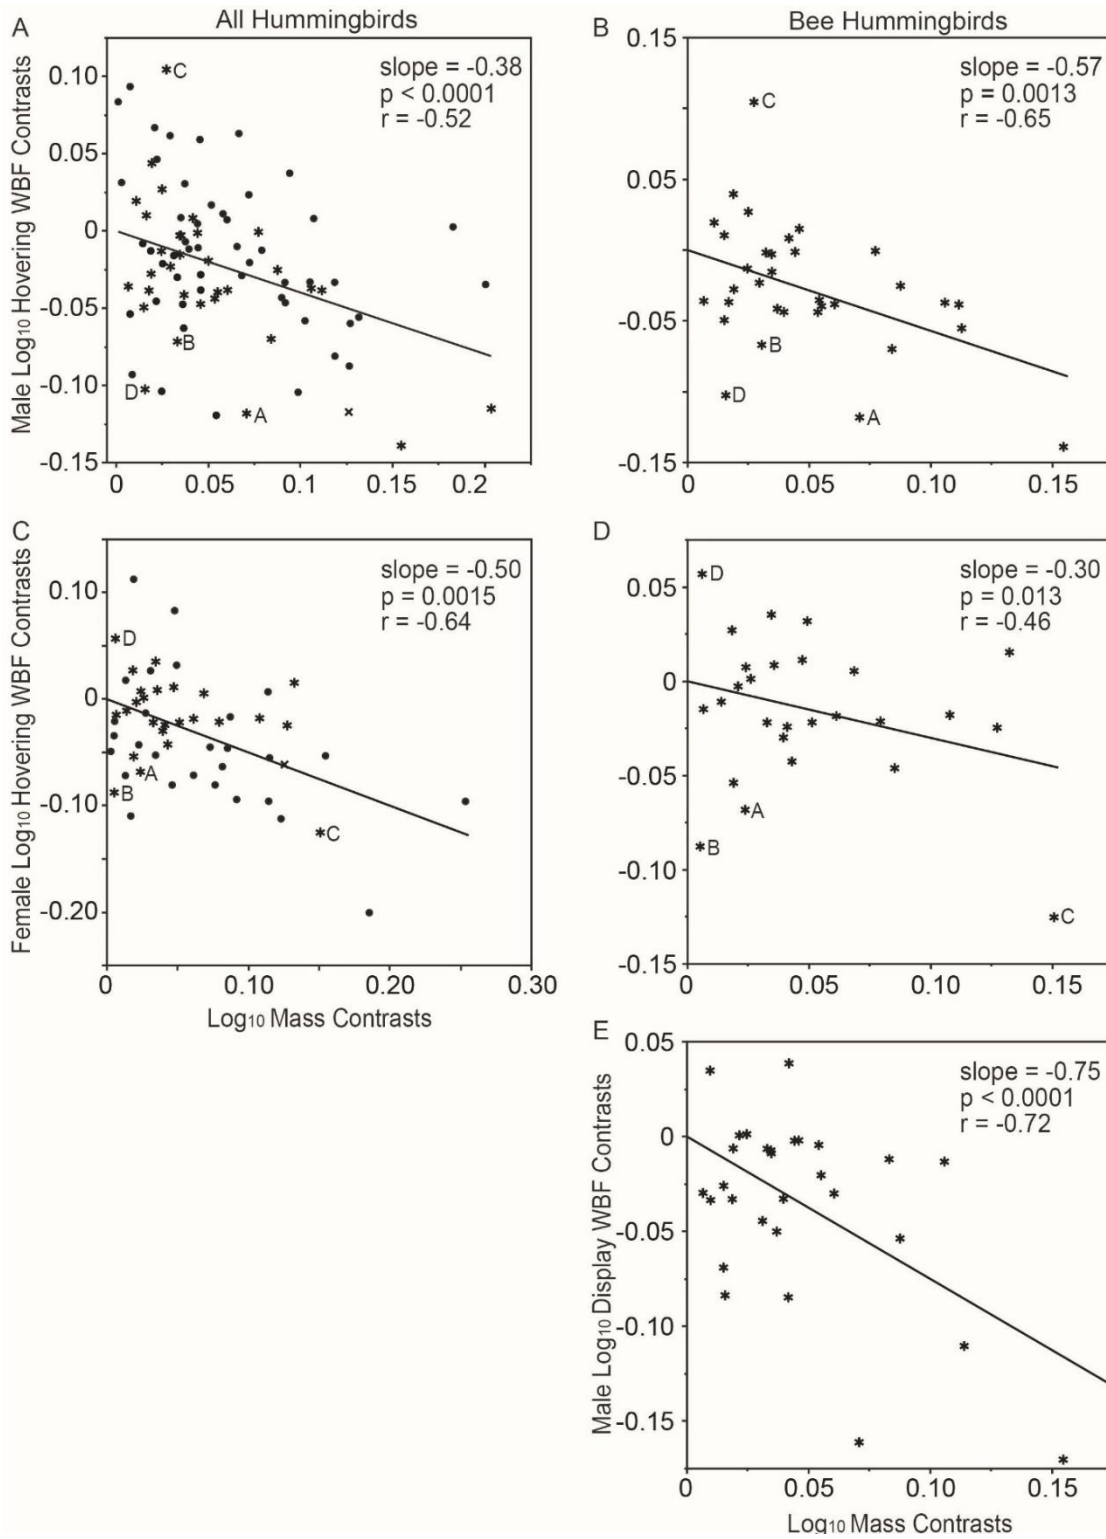 All Hummingbirds
Bee Hummingbirds
A
Male Log₁₀ Hovering WBF Contrasts
0.10
0.05
0
-0.05
-0.10
-0.15
0
0.05
0.1
0.15
0.2
slope = -0.38
p < 0.0001
r = -0.52
*C
*B
D*
*A
×
B
0.15
0.05
-0.05
-0.15
0
0.05
0.10
0.15
slope = -0.57
p = 0.0013
r = -0.65
*C
*B
*D
*A
C
Female Log₁₀ Hovering WBF Contrasts
0.10
0
-0.10
-0.20
0
0.10
0.20
0.30
slope = -0.50
p = 0.0015
r = -0.64
*D
*A
*B
*C
×
Log₁₀ Mass Contrasts
D
0.05
0
-0.05
-0.10
-0.15
0
0.05
0.10
0.15
slope = -0.30
p = 0.013
r = -0.46
*D
*A
*B
*C
E
Male Log₁₀ Display WBF Contrasts
0.05
0
-0.05
-0.10
-0.15
0
0.05
0.10
0.15
slope = -0.75
p < 0.0001
r = -0.72
Log₁₀ Mass Contrasts